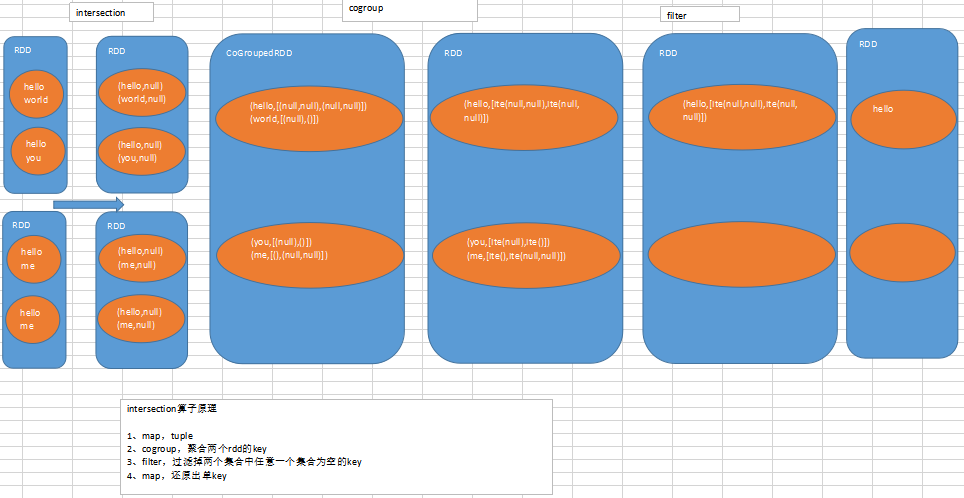 intersection
cogroup
filter
RDD
hello
world
hello
you
RDD
(hello,null)
(world,null)
(hello,null)
(you,null)
RDD
hello
me
hello
me
RDD
(hello,null)
(me,null)
(hello,null)
(me,null)
CoGroupedRDD
(hello,[(null,null),(null,null)])
(world,[(null),()])
(you,[(null),()])
(me,[(),(null,null)])
RDD
(hello,[ite(null,null),ite(null,
null)])
(you,[ite(null),ite()])
(me,[ite(),ite(null,null)])
RDD
(hello,[ite(null,null),ite(null,
null)])
RDD
hello
intersection算子原理
1、map，tuple
2、cogroup，聚合两个rdd的key
3、filter，过滤掉两个集合中任意一个集合为空的key
4、map，还原出单key